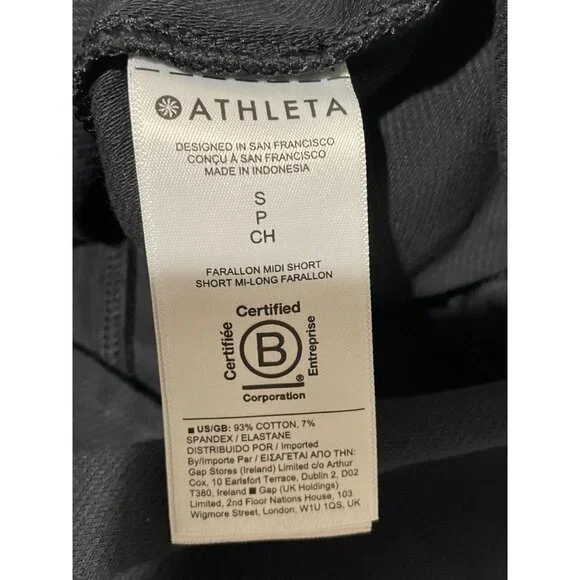 ATHLETA
DESIGNED IN SAN FRANCISCO
CONÇU À SAN FRANCISCO
MADE IN INDONESIA
S
P
CH
FARALLON MIDI SHORT
SHORT MI-LONG FARALLON
Certified
Certifiée
B
Entreprise
®
Corporation
■ US/GB: 93% COTTON, 7%
SPANDEX / ELASTANE
DISTRIBUIDO POR / Imported
By/Importe Par / ΕΙΣΑΓΕΤΑΙ ΑΠΟ ΤΗΝ:
Gap Stores (Ireland) Limited c/o Arthur
Cox, 10 Earlsfort Terrace, Dublin 2, D02
T380, Ireland ■ Gap (UK Holdings)
Limited, 2nd Floor Nations House, 103
Wigmore Street, London, W1U 1QS, UK